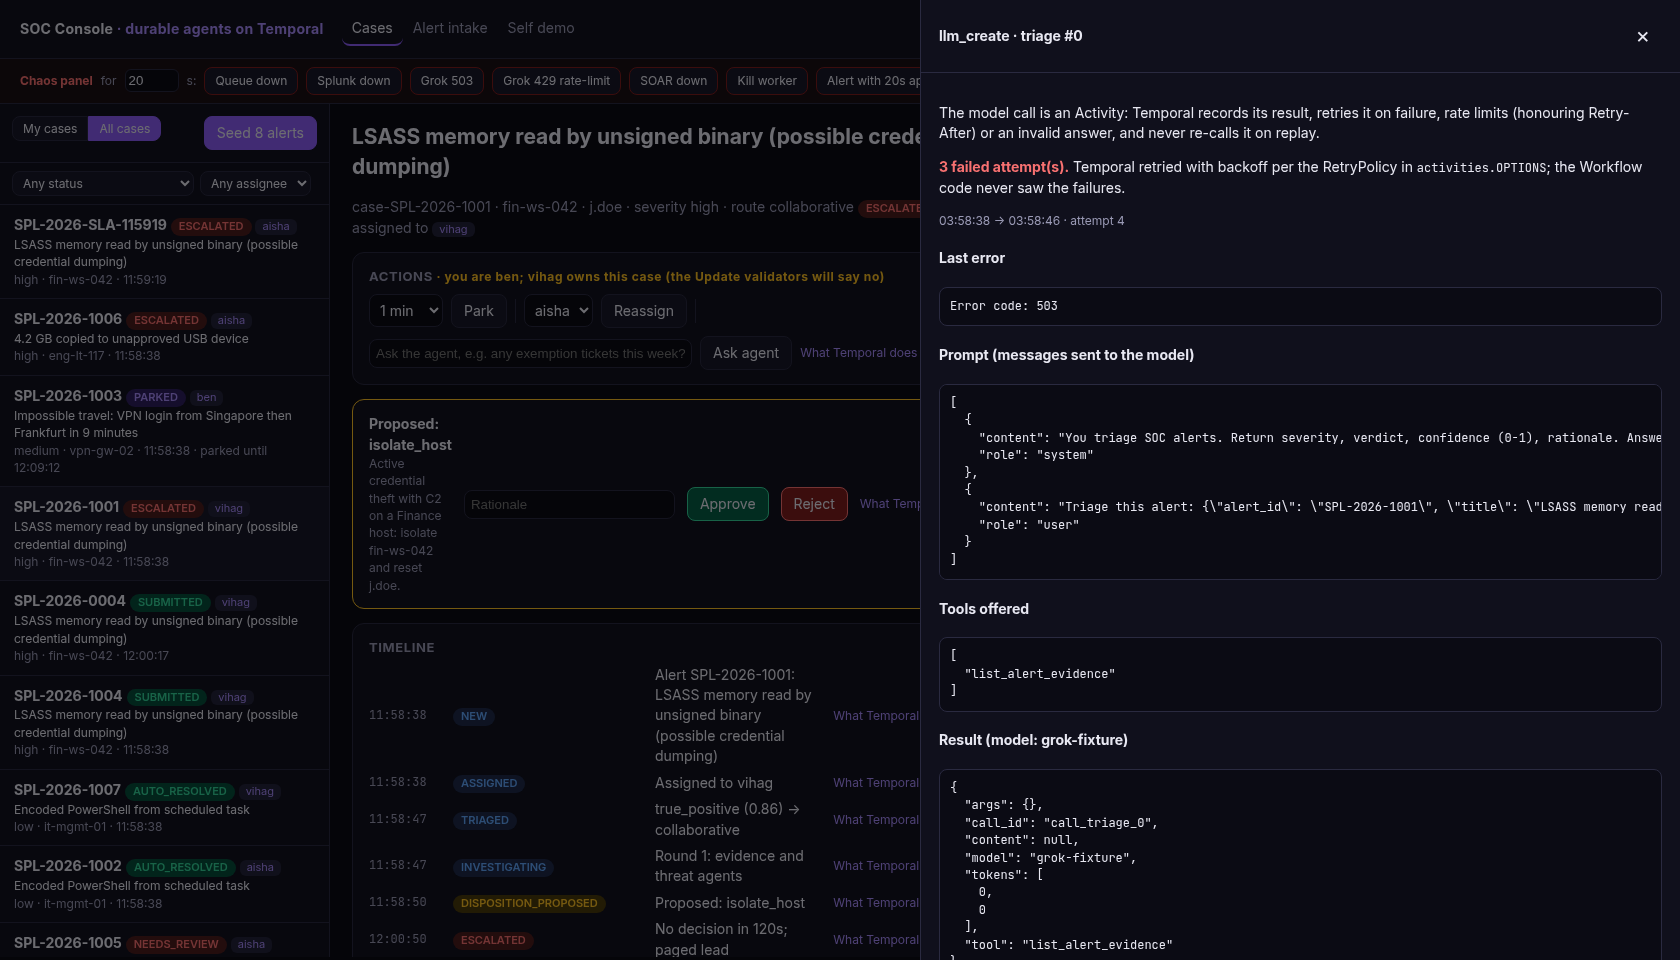 SOC Console · durable agents on Temporal
Cases
Alert intake
Self demo
Chaos panel for 20 s:
Queue down
Splunk down
Grok 503
Grok 429 rate-limit
SOAR down
Kill worker
Alert with 20s ap
My cases
All cases
Seed 8 alerts
Any status
Any assignee
SPL-2026-SLA-115919 ESCALATED aisha
LSASS memory read by unsigned binary (possible
credential dumping)
high · fin-ws-042 · 11:59:19
SPL-2026-1006 ESCALATED aisha
4.2 GB copied to unapproved USB device
high · eng-lt-117 · 11:58:38
SPL-2026-1003 PARKED ben
Impossible travel: VPN login from Singapore then
Frankfurt in 9 minutes
medium · vpn-gw-02 · 11:58:38 · parked until
12:09:12
SPL-2026-1001 ESCALATED vihag
LSASS memory read by unsigned binary (possible
credential dumping)
high · fin-ws-042 · 11:58:38
SPL-2026-0004 SUBMITTED vihag
LSASS memory read by unsigned binary (possible
credential dumping)
high · fin-ws-042 · 12:00:17
SPL-2026-1004 SUBMITTED vihag
LSASS memory read by unsigned binary (possible
credential dumping)
high · fin-ws-042 · 11:58:38
SPL-2026-1007 AUTO_RESOLVED vihag
Encoded PowerShell from scheduled task
low · it-mgmt-01 · 11:58:38
SPL-2026-1002 AUTO_RESOLVED aisha
Encoded PowerShell from scheduled task
low · it-mgmt-01 · 11:58:38
SPL-2026-1005 NEEDS_REVIEW aisha
LSASS memory read by unsigned binary (possible crede
dumping)
case-SPL-2026-1001 · fin-ws-042 · j.doe · severity high · route collaborative ESCALATE
assigned to vihag
ACTIONS · you are ben; vihag owns this case (the Update validators will say no)
1 min
Park
aisha
Reassign
Ask the agent, e.g. any exemption tickets this week?
Ask agent
What Temporal does
Proposed:
isolate_host
Active
credential
theft with C2
on a Finance
host: isolate
fin-ws-042
and reset
j.doe.
Rationale
Approve
Reject
What Temp
TIMELINE
11:58:38 NEW
Alert SPL-2026-1001:
LSASS memory read by
unsigned binary
(possible credential
dumping)
What Temporal
11:58:38 ASSIGNED Assigned to vihag What Temporal
11:58:47 TRIAGED
true_positive (0.86) →
collaborative
What Temporal
11:58:47 INVESTIGATING
Round 1: evidence and
threat agents
What Temporal
11:58:50 DISPOSITION_PROPOSED Proposed: isolate_host What Temporal
12:00:50 ESCALATED
No decision in 120s;
paged lead
What Temporal
llm_create · triage #0
✕
The model call is an Activity: Temporal records its result, retries it on failure, rate limits (honouring Retry-
After) or an invalid answer, and never re-calls it on replay.
3 failed attempt(s). Temporal retried with backoff per the RetryPolicy in activities.OPTIONS; the Workflow
code never saw the failures.
03:58:38 → 03:58:46 · attempt 4
Last error
Error code: 503
Prompt (messages sent to the model)
[
{
"content": "You triage SOC alerts. Return severity, verdict, confidence (0-1), rationale. Answe
"role": "system"
},
{
"content": "Triage this alert: {\"alert_id\": \"SPL-2026-1001\", \"title\": \"LSASS memory read
"role": "user"
}
]
Tools offered
[
"list_alert_evidence"
]
Result (model: grok-fixture)
{
"args": {},
"call_id": "call_triage_0",
"content": null,
"model": "grok-fixture",
"tokens": [
0,
0
],
"tool": "list_alert_evidence"